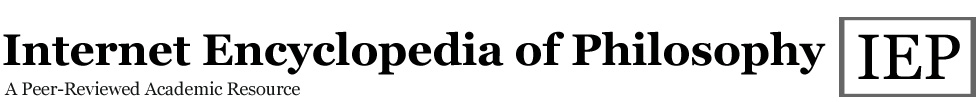 Internet Encyclopedia of Philosophy
IEP
A Peer-Reviewed Academic Resource